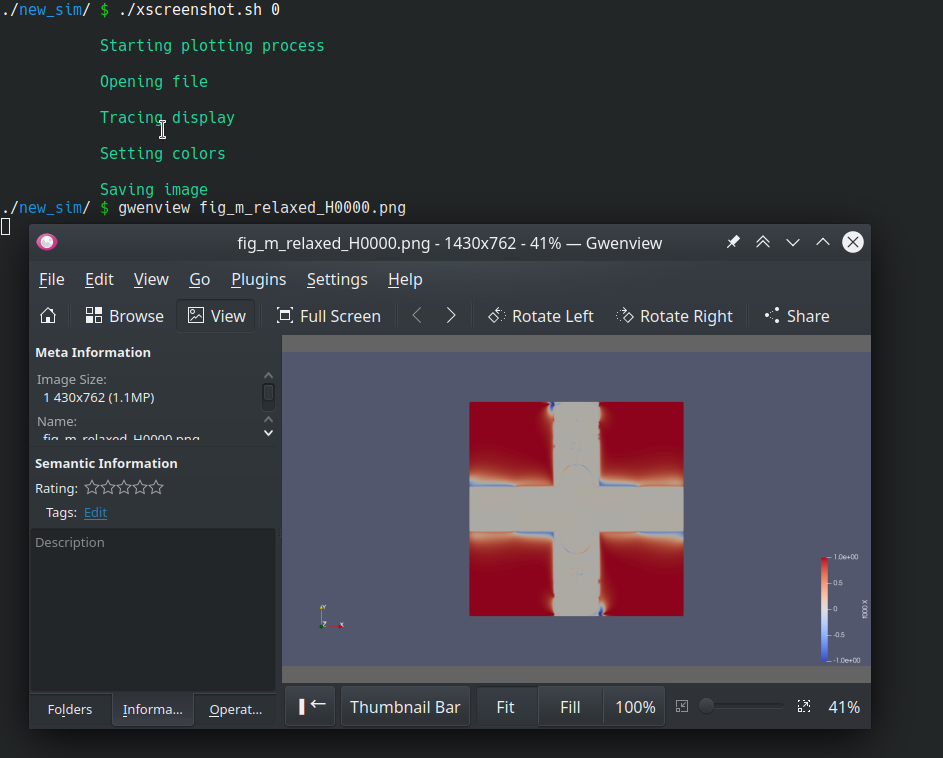 ./new_sim/ $ ./xscreenshot.sh 0
Starting plotting process
Opening file
Tracing display
Setting colors
Saving image
./new_sim/ $ gwenview fig_m_relaxed_H0000.png
fig_m_relaxed_H0000.png - 1430x762 - 41% — Gwenview
File Edit View Go Plugins Settings Help
Browse View Full Screen Rotate Left Rotate Right Share
Meta Information
Image Size:
1 430x762 (1.1MP)
Name:
fig_m_relaxed_H0000.png
Semantic Information
Rating:
Tags: Edit
Description
1.0e+00
0.5
0
-0.5
-1.0e+00
X
Y
Z
Folders Informa... Operat...
Thumbnail Bar Fit Fill 100% 41%